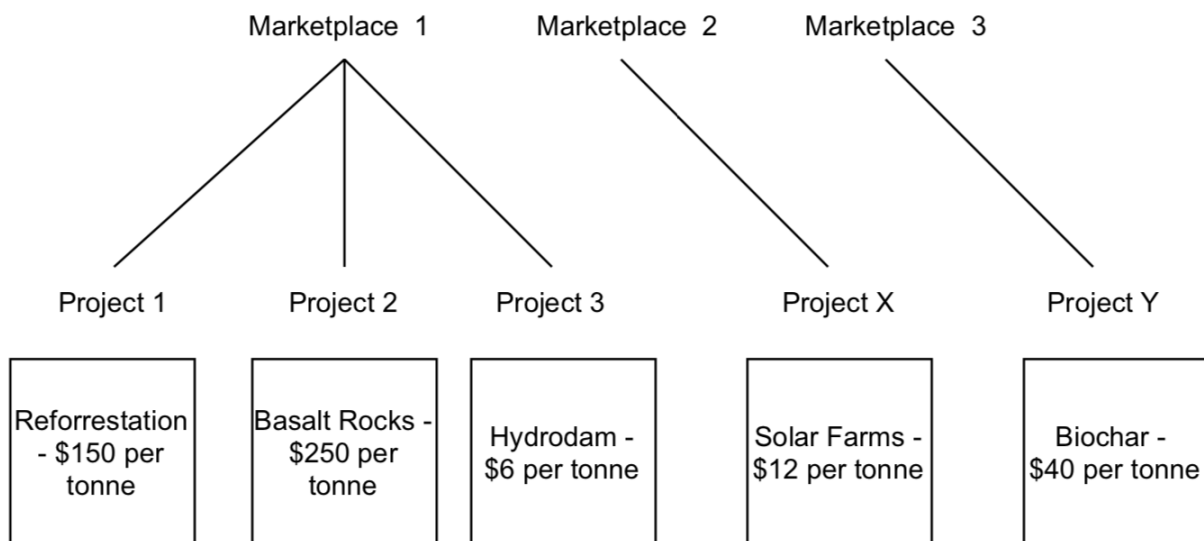 Marketplace 1
Marketplace 2
Marketplace 3
Project 1
Project 2
Project 3
Project X
Project Y
Reforrestation
- $150 per
tonne
Basalt Rocks -
$250 per
tonne
Hydrodam -
$6 per tonne
Solar Farms -
$12 per tonne
Biochar -
$40 per tonne